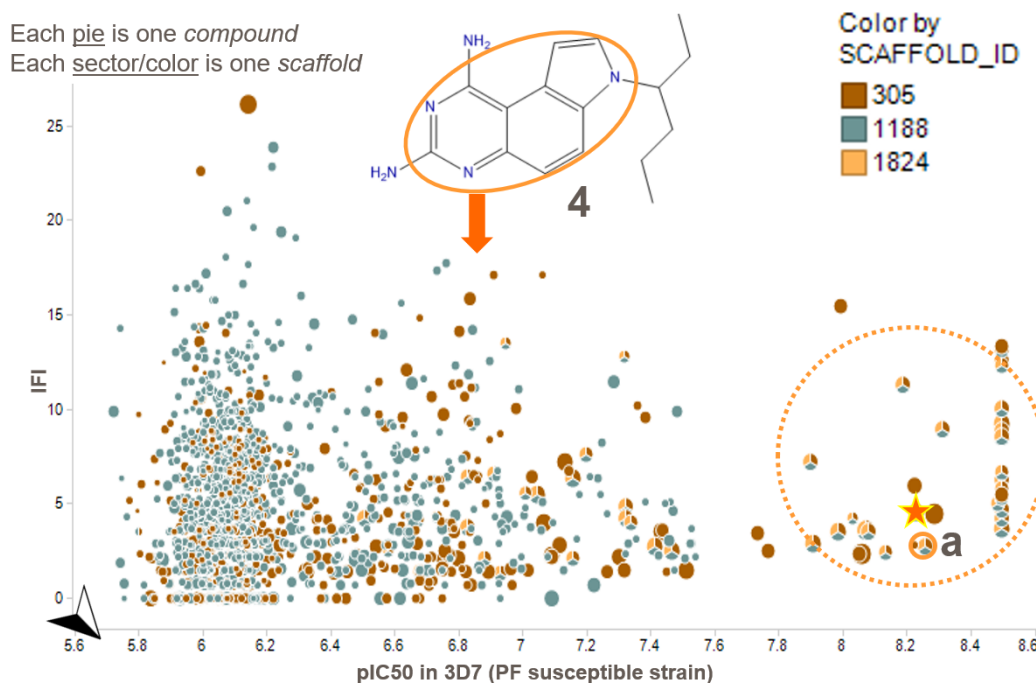 Each pie is one compound
Each sector/color is one scaffold
NH₂
N
N
H₂N
N
4
Color by
SCAFFOLD_ID
305
1188
1824
IFI
25
20
15
10
5
0
a
5.6 5.8 6 6.2 6.4 6.6 6.8 7 7.2 7.4 7.6 7.8 8 8.2 8.4 8.6
pIC50 in 3D7 (PF susceptible strain)